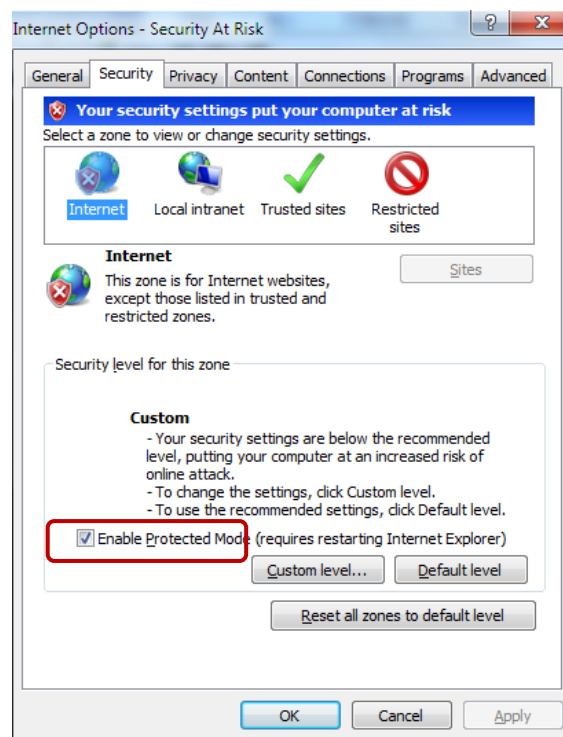 Internet Options - Security At Risk
? X
General Security Privacy Content Connections Programs Advanced
Your security settings put your computer at risk
Select a zone to view or change security settings.
Internet Local intranet Trusted sites Restricted
sites
Internet
This zone is for Internet websites,
except those listed in trusted and
restricted zones.
Sites
Security level for this zone
Custom
- Your security settings are below the recommended
level, putting your computer at an increased risk of
online attack.
- To change the settings, click Custom level.
- To use the recommended settings, click Default level.
Enable Protected Mode (requires restarting Internet Explorer)
Custom level... Default level
Reset all zones to default level
OK Cancel Apply